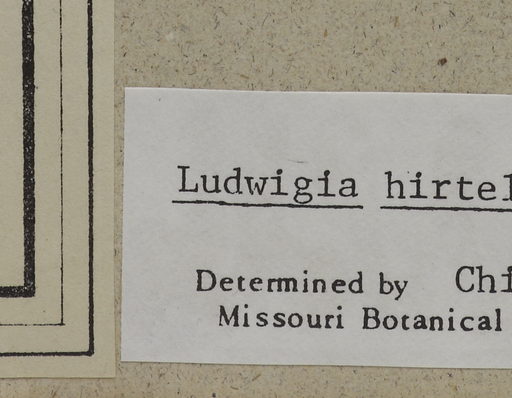 Ludwigia hirtel
Determined by Chi
Missouri Botanical